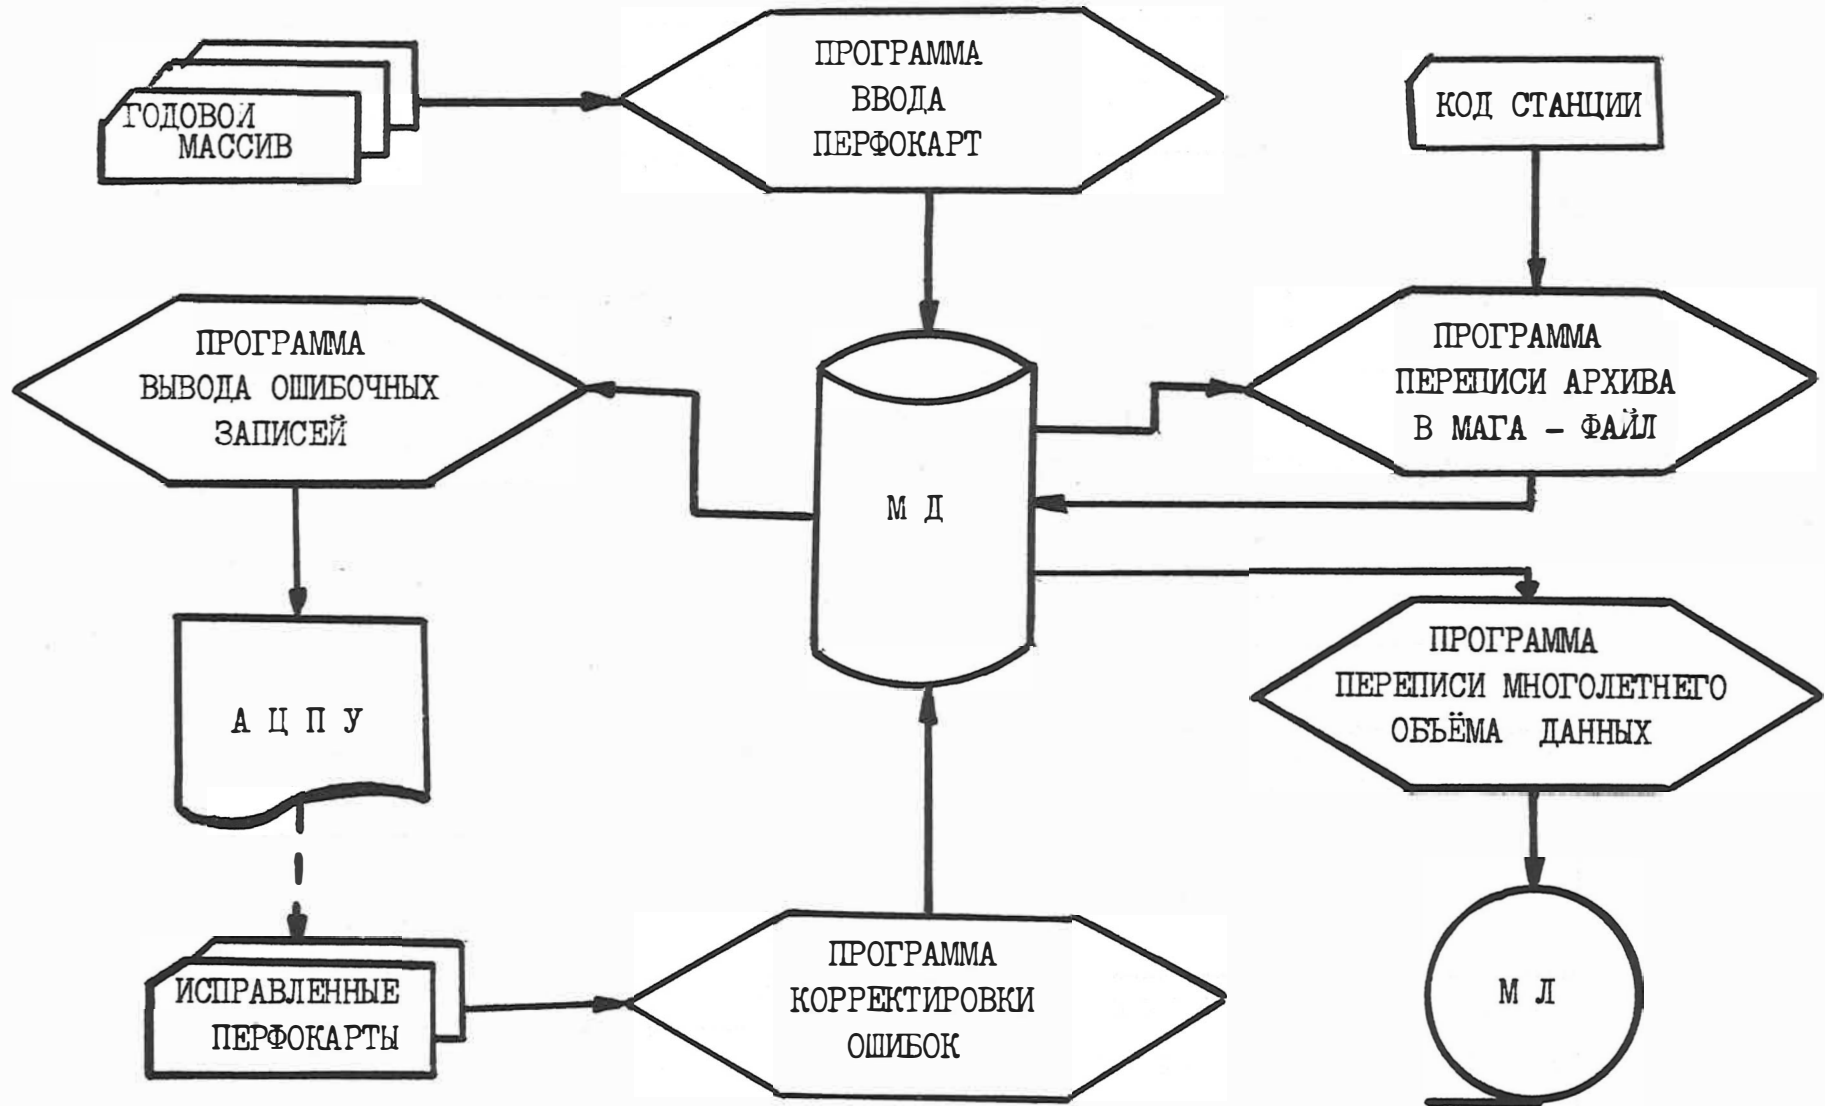 ГОДОВОЙ
МАССИВ
ПРОГРАММА
ВВОДА
ПЕРФОКАРТ
КОД СТАНЦИИ
ПРОГРАММА
ВЫВОДА ОШИБОЧНЫХ
ЗАПИСЕЙ
М Д
ПРОГРАММА
ПЕРЕПИСИ АРХИВА
В МАГА - ФАЙЛ
А Ц П У
ПРОГРАММА
ПЕРЕПИСИ МНОГОЛЕТНЕГО
ОБЪЁМА ДАННЫХ
ИСПРАВЛЕННЫЕ
ПЕРФОКАРТЫ
ПРОГРАММА
КОРРЕКТИРОВКИ
ОШИБОК
М Л